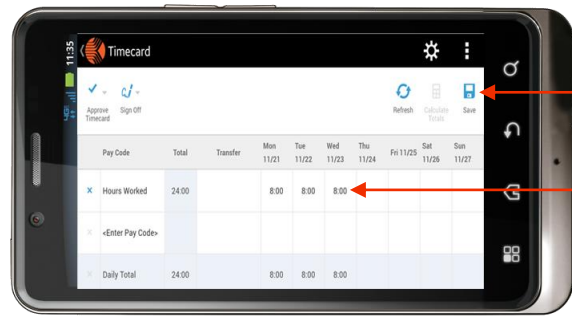 11:35
4G
Timecard
Approve Timecard
Sign Off
Refresh
Calculate Totals
Save
Pay Code Total Transfer Mon 11/21 Tue 11/22 Wed 11/23 Thu 11/24 Fri 11/25 Sat 11/26 Sun 11/27
× Hours Worked 24:00 8:00 8:00 8:00
<Enter Pay Code>
Daily Total 24:00 8:00 8:00 8:00